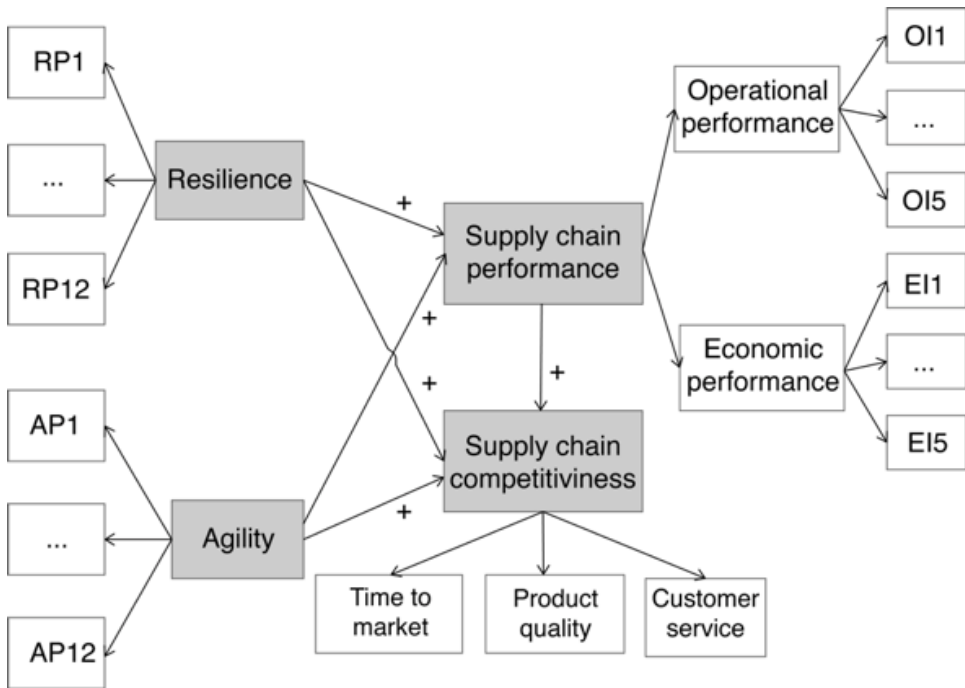 RP1
...
RP12
Resilience
AP1
...
AP12
Agility
+
+
+
+
+
Supply chain
performance
Supply chain
competitiviness
Operational
performance
Economic
performance
OI1
...
OI5
EI1
...
EI5
Time to
market
Product
quality
Customer
service